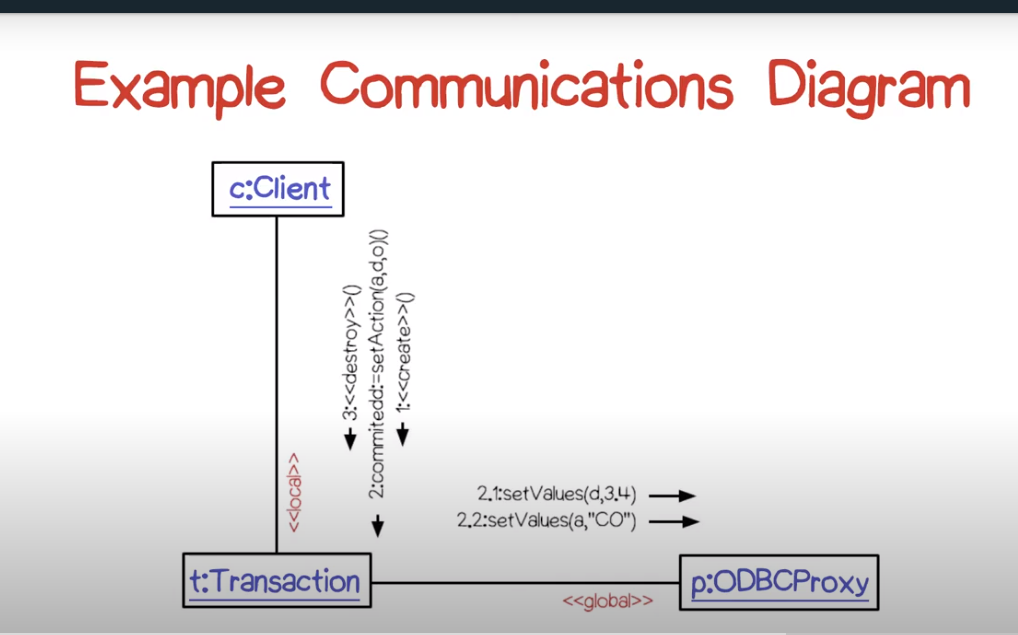 Example Communications Diagram
c:Client
3:<<destroy>>()
2:commitedd:=setAction(a,d,o)()
1:<<create>>()
<<local>>
2.1:setValues(d,3.4)
2.2:setValues(a,"CO")
t:Transaction
p:ODBCProxy
<<global>>